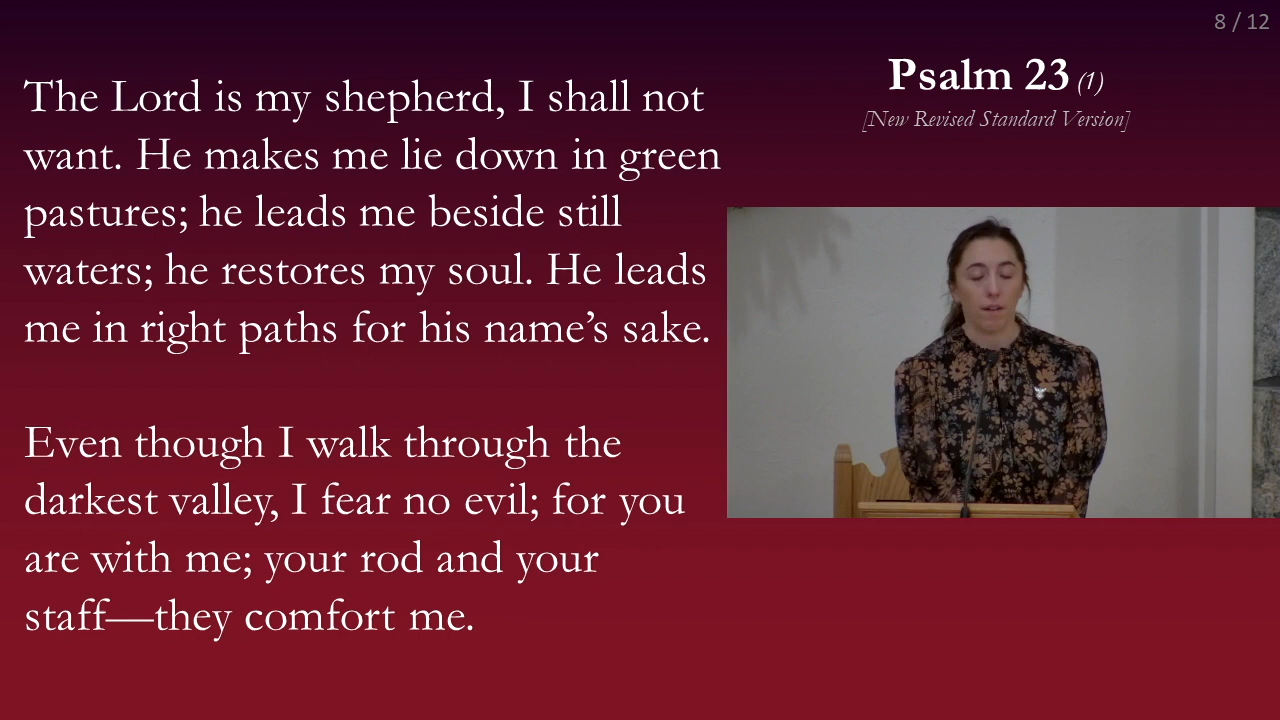 8 / 12
Psalm 23 (1)
[New Revised Standard Version]
The Lord is my shepherd, I shall not
want. He makes me lie down in green
pastures; he leads me beside still
waters; he restores my soul. He leads
me in right paths for his name’s sake.
Even though I walk through the
darkest valley, I fear no evil; for you
are with me; your rod and your
staff—they comfort me.